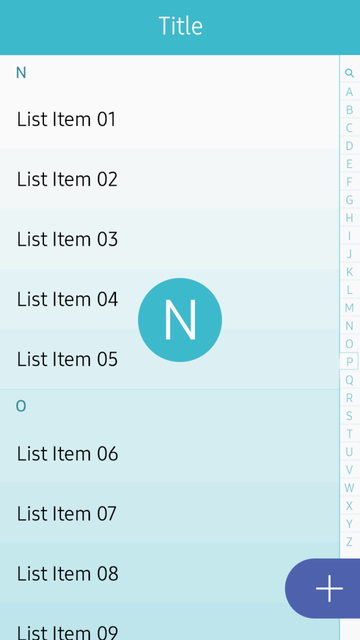 Title
N
List Item 01
List Item 02
List Item 03
List Item 04
N
List Item 05
O
List Item 06
List Item 07
List Item 08
List Item 09
A
B
C
D
E
F
G
H
I
J
K
L
M
N
O
P
Q
R
S
T
U
V
W
X
Y
Z